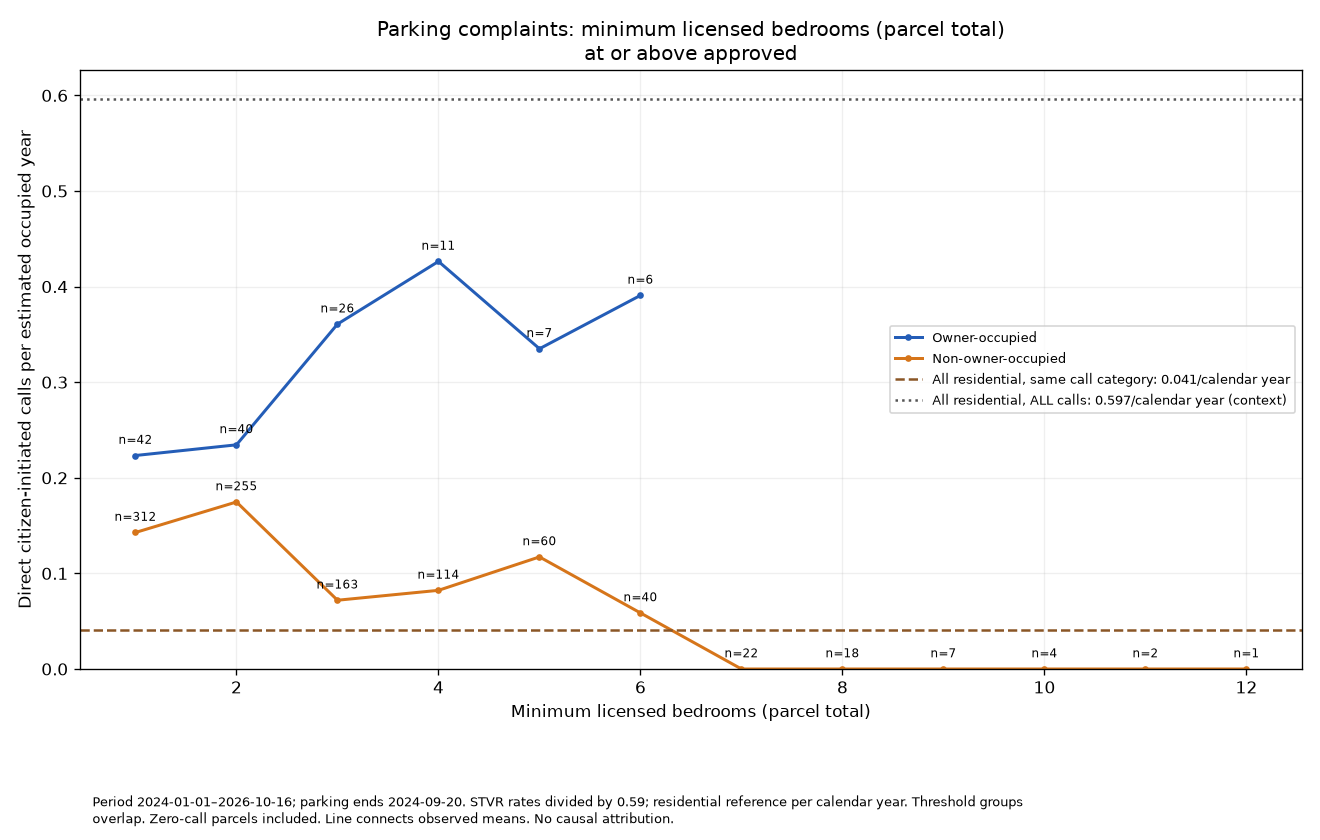 Parking complaints: minimum licensed bedrooms (parcel total)
at or above approved
Direct citizen-initiated calls per estimated occupied year
0.6
0.5
0.4
0.3
0.2
0.1
0.0
n=42
n=40
n=26
n=11
n=7
n=6
n=312
n=255
n=163
n=114
n=60
n=40
n=22
n=18
n=7
n=4
n=2
n=1
Owner-occupied
Non-owner-occupied
All residential, same call category: 0.041/calendar year
All residential, ALL calls: 0.597/calendar year (context)
2
4
6
8
10
12
Minimum licensed bedrooms (parcel total)
Period 2024-01-01–2026-10-16; parking ends 2024-09-20. STVR rates divided by 0.59; residential reference per calendar year. Threshold groups
overlap. Zero-call parcels included. Line connects observed means. No causal attribution.